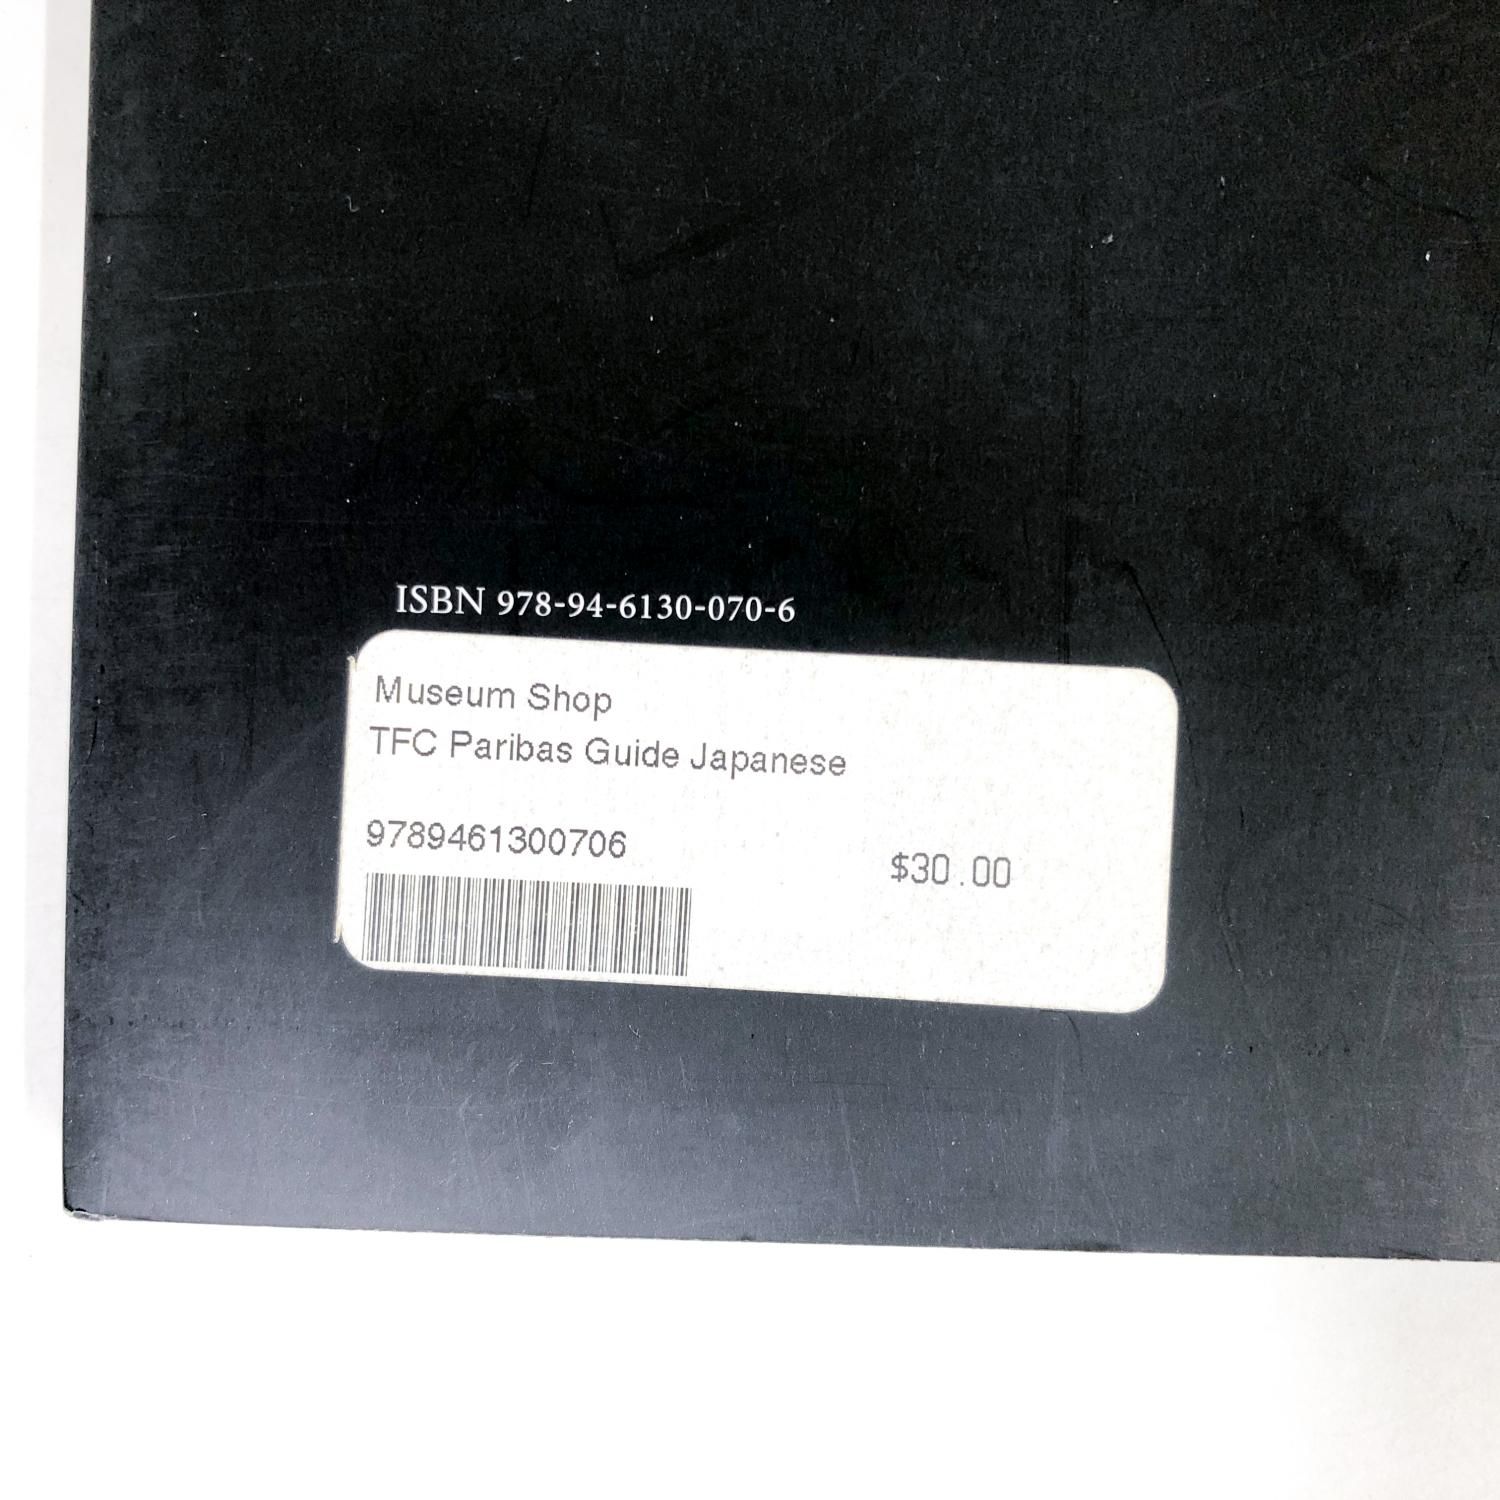 ISBN 978-94-6130-070-6
Museum Shop
TFC Paribas Guide Japanese
9789461300706
$30.00